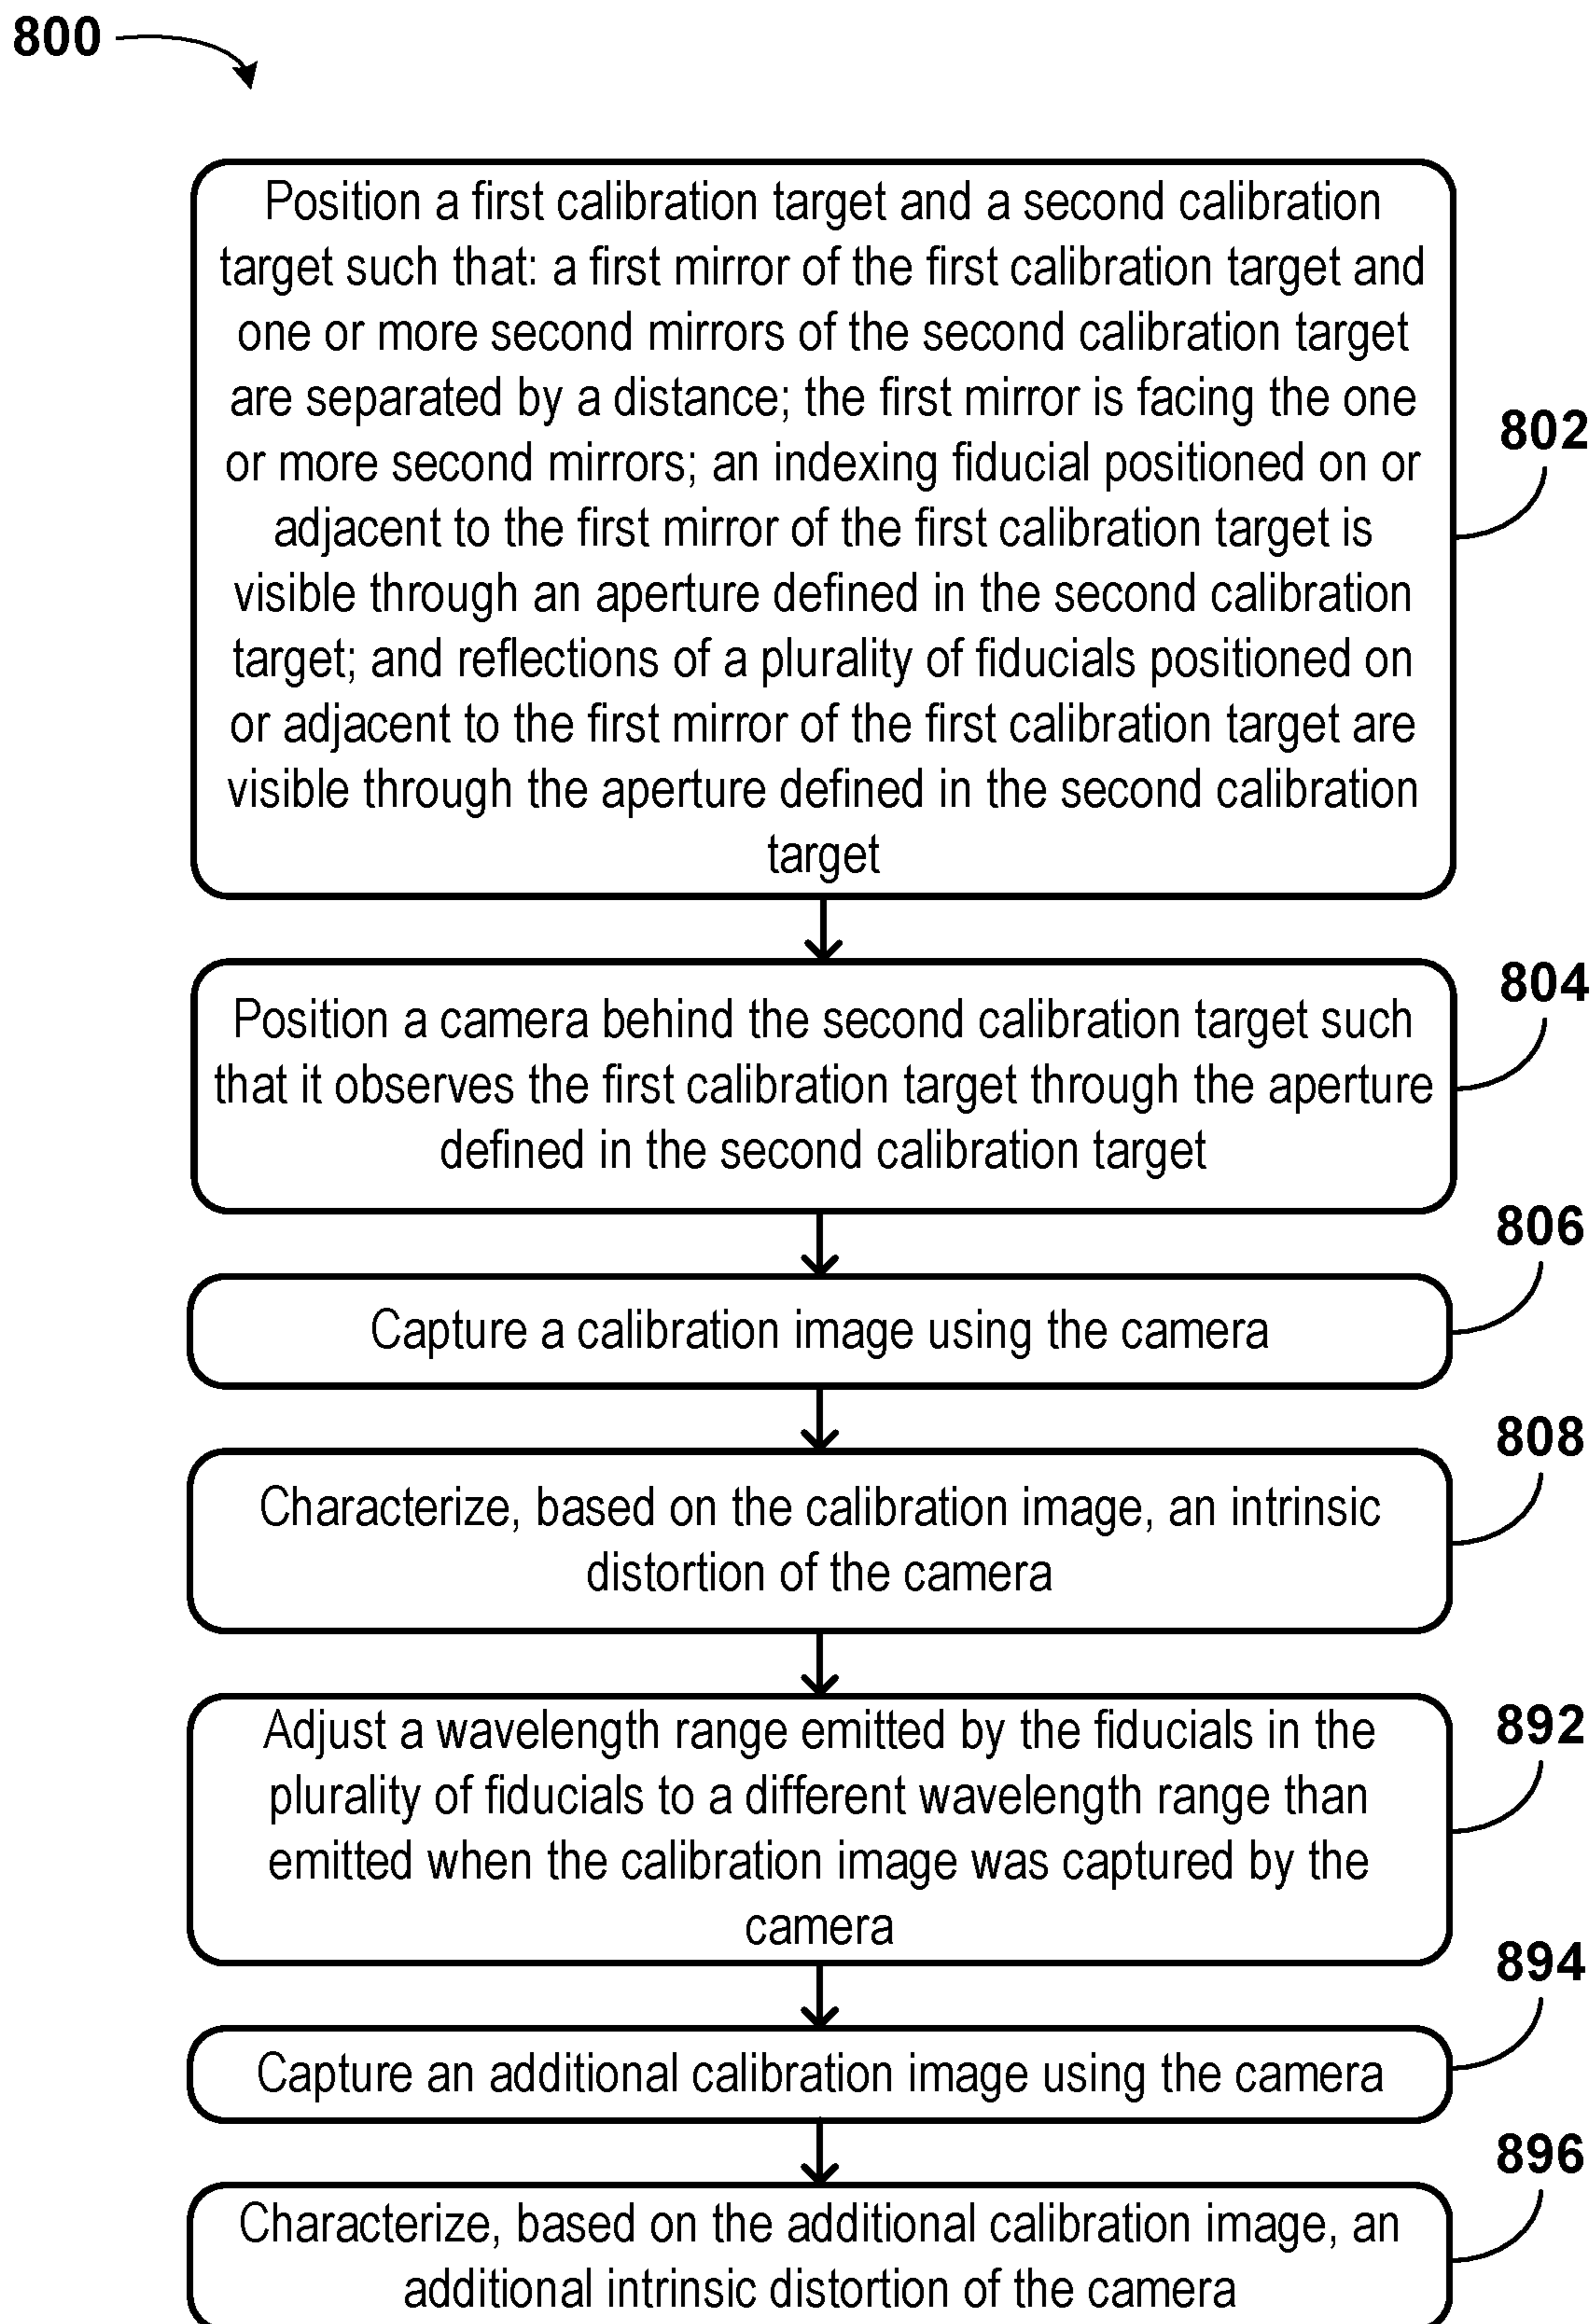 800
Position a first calibration target and a second calibration
target such that: a first mirror of the first calibration target and
one or more second mirrors of the second calibration target
are separated by a distance; the first mirror is facing the one
or more second mirrors; an indexing fiducial positioned on or
adjacent to the first mirror of the first calibration target is
visible through an aperture defined in the second calibration
target; and reflections of a plurality of fiducials positioned on
or adjacent to the first mirror of the first calibration target are
visible through the aperture defined in the second calibration
target
802
Position a camera behind the second calibration target such
that it observes the first calibration target through the aperture
defined in the second calibration target
804
Capture a calibration image using the camera
806
Characterize, based on the calibration image, an intrinsic
distortion of the camera
808
Adjust a wavelength range emitted by the fiducials in the
plurality of fiducials to a different wavelength range than
emitted when the calibration image was captured by the
camera
892
Capture an additional calibration image using the camera
894
Characterize, based on the additional calibration image, an
additional intrinsic distortion of the camera
896